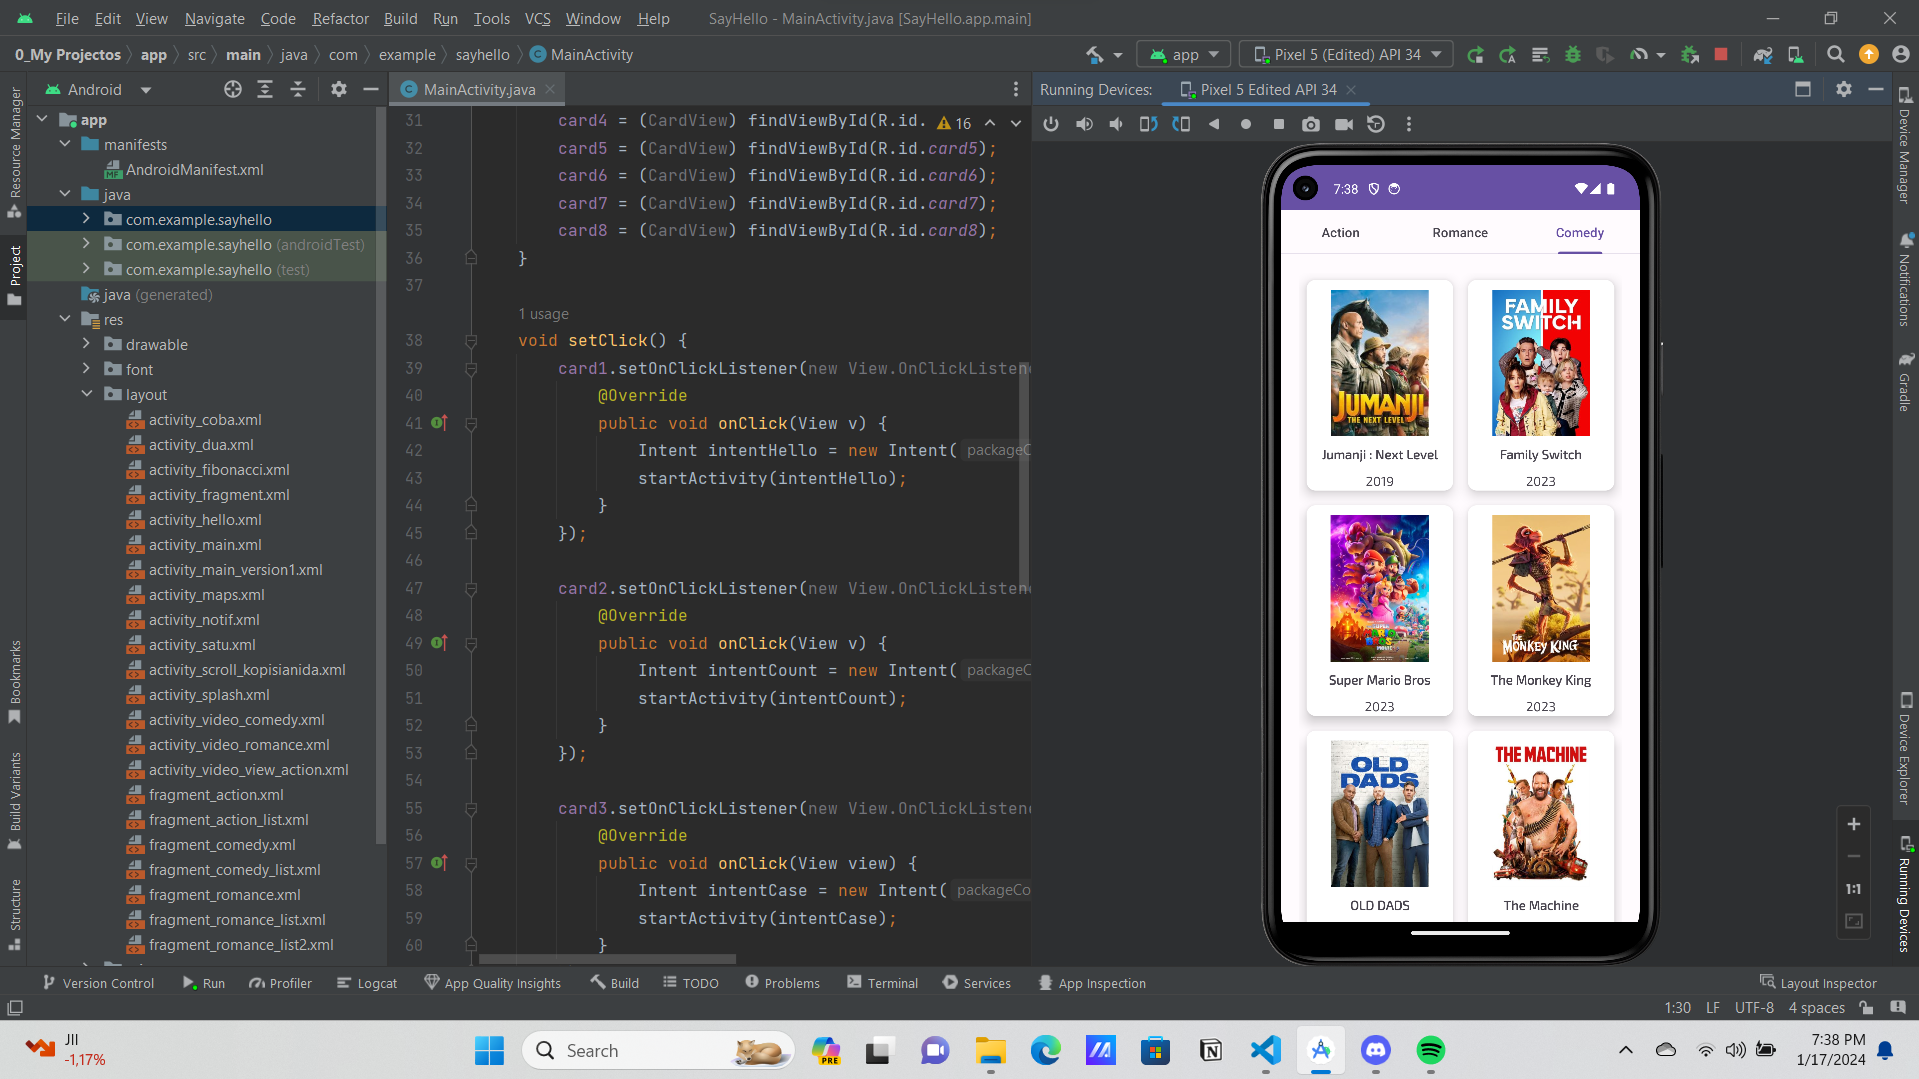 File Edit View Navigate Code Refactor Build Run Tools VCS Window Help SayHello - MainActivity.java [SayHello.app.main]
0_My Projectos app src main java com example sayhello MainActivity app Pixel 5 (Edited) API 34
Android
MainActivity.java
Running Devices: Pixel 5 Edited API 34
Resource Manager
Project
Bookmarks
Build Variants
Structure
app
manifests
AndroidManifest.xml
java
com.example.sayhello
com.example.sayhello (androidTest)
com.example.sayhello (test)
java (generated)
res
drawable
font
layout
activity_coba.xml
activity_dua.xml
activity_fibonacci.xml
activity_fragment.xml
activity_hello.xml
activity_main.xml
activity_main_version1.xml
activity_maps.xml
activity_notif.xml
activity_satu.xml
activity_scroll_kopisianida.xml
activity_splash.xml
activity_video_comedy.xml
activity_video_romance.xml
activity_video_view_action.xml
fragment_action.xml
fragment_action_list.xml
fragment_comedy.xml
fragment_comedy_list.xml
fragment_romance.xml
fragment_romance_list.xml
fragment_romance_list2.xml
16
31 card4 = (CardView) findViewById(R.id.
32 card5 = (CardView) findViewById(R.id.card5);
33 card6 = (CardView) findViewById(R.id.card6);
34 card7 = (CardView) findViewById(R.id.card7);
35 card8 = (CardView) findViewById(R.id.card8);
36 }
37
1 usage
38 void setClick() {
39 card1.setOnClickListener(new View.OnClickListene
40 @Override
41 public void onClick(View v) {
42 Intent intentHello = new Intent( packageC
43 startActivity(intentHello);
44 }
45 });
46
47 card2.setOnClickListener(new View.OnClickListene
48 @Override
49 public void onClick(View v) {
50 Intent intentCount = new Intent( packageC
51 startActivity(intentCount);
52 }
53 });
54
55 card3.setOnClickListener(new View.OnClickListene
56 @Override
57 public void onClick(View view) {
58 Intent intentCase = new Intent( packageCo
59 startActivity(intentCase);
60 }
7:38
Action Romance Comedy
JUMANJI
THE NEXT LEVEL
Jumanji : Next Level
2019
FAMILY
SWITCH
Family Switch
2023
SUPER
MARIO
BROS
Super Mario Bros
2023
THE
MONKEY KING
The Monkey King
2023
OLD
DADS
OLD DADS
THE MACHINE
The Machine
1:1
Device Manager
Notifications
Gradle
Device Explorer
Running Devices
Version Control Run Profiler Logcat App Quality Insights Build TODO Problems Terminal Services App Inspection Layout Inspector
1:30 LF UTF-8 4 spaces
JII
-1,17%
Search
PRE
7:38 PM
1/17/2024